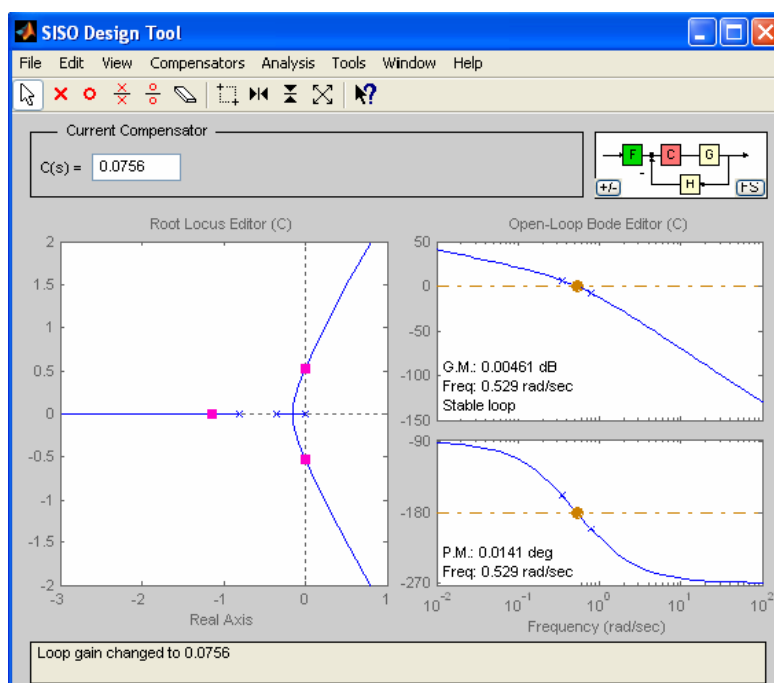 SISO Design Tool
File Edit View Compensators Analysis Tools Window Help
Current Compensator
C(s) = 0.0756
F C G
-
H
+/- FS
Root Locus Editor (C)
2
1.5
1
0.5
0
-0.5
-1
-1.5
-2
-3 -2 -1 0 1
Real Axis
Open-Loop Bode Editor (C)
50
0
-50
-100
-150
G.M.: 0.00461 dB
Freq: 0.529 rad/sec
Stable loop
-90
-180
-270
P.M.: 0.0141 deg
Freq: 0.529 rad/sec
10^-2 10^-1 10^0 10^1 10^2
Frequency (rad/sec)
Loop gain changed to 0.0756